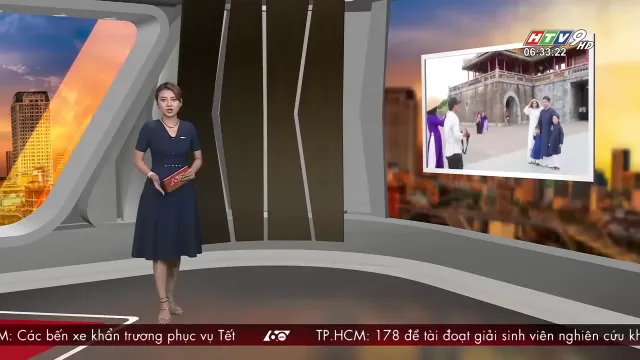 HTV9 HD
06:33:22
M: Các bến xe khẩn trương phục vụ Tết 60 TP.HCM: 178 đề tài đoạt giải sinh viên nghiên cứu kh